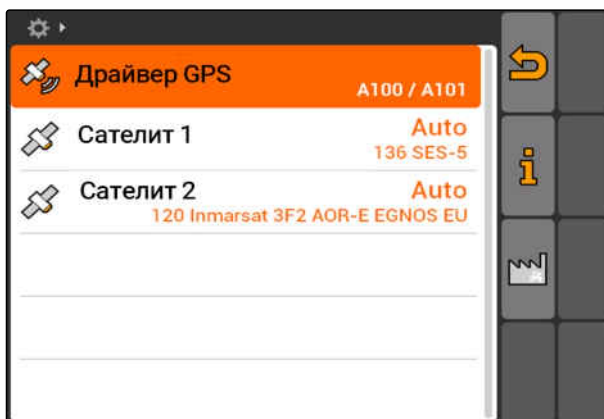 Драйвер GPS
A100 / A101
Сателит 1
Auto
136 SES-5
Сателит 2
Auto
120 Inmarsat 3F2 AOR-E EGNOS EU